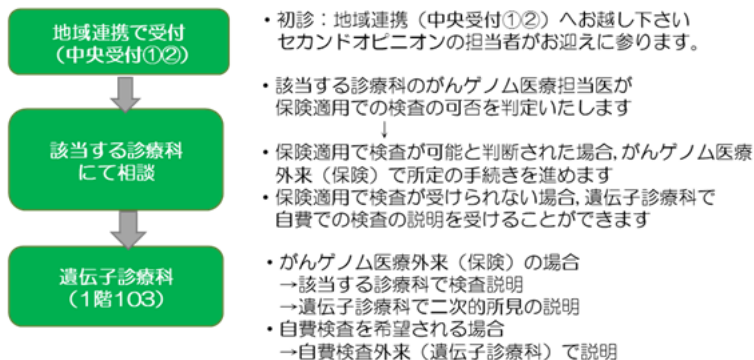 地域連携で受付
（中央受付①②）
・初診：地域連携（中央受付①②）へお越し下さい
セカンドオピニオンの担当者がお迎えに参ります。
該当する診療科
にて相談
・該当する診療科のがんゲノム医療担当医が
保険適用での検査の可否を判定いたします
↓
・保険適用で検査が可能と判断された場合，がんゲノム医療
外来（保険）で所定の手続きを進めます
・保険適用で検査が受けられない場合，遺伝子診療科で
自費での検査の説明を受けることができます
遺伝子診療科
（１階１０３）
・がんゲノム医療外来（保険）の場合
→該当する診療科で検査説明
→遺伝子診療科で二次的所見の説明
・自費検査を希望される場合
→自費検査外来（遺伝子診療科）で説明